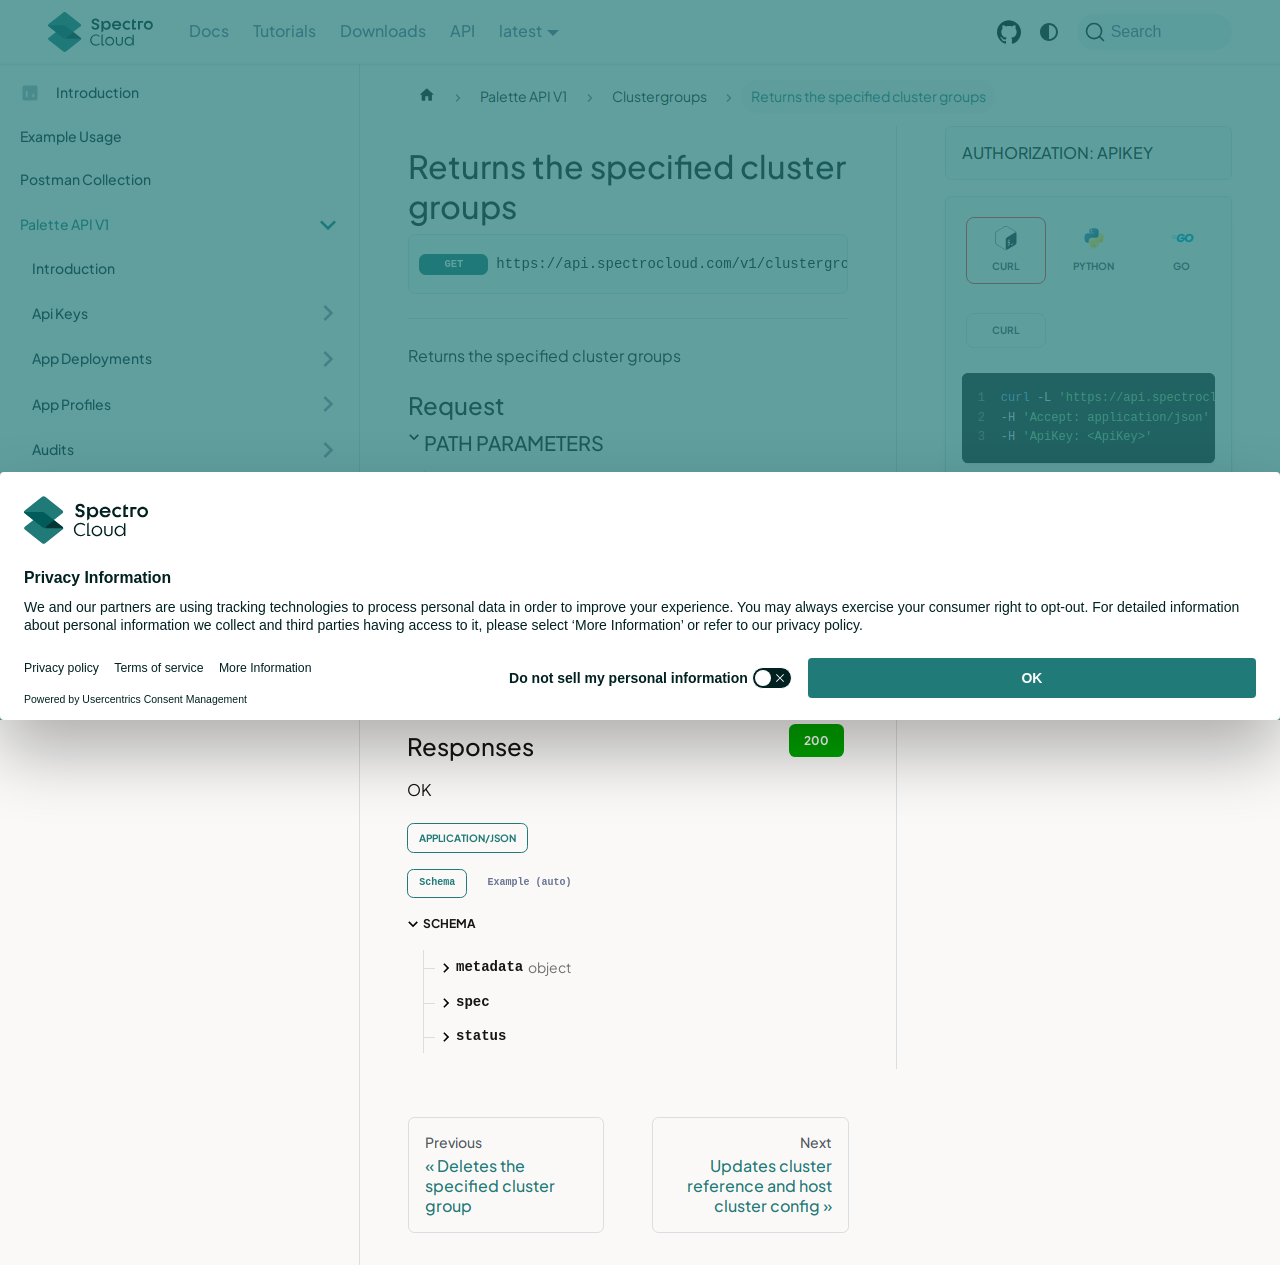 Spectro Cloud
Docs
Tutorials
Downloads
API
latest
Search
Introduction
Example Usage
Postman Collection
Palette API V1
Introduction
Api Keys
App Deployments
App Profiles
Audits
Palette API V1
Clustergroups
Returns the specified cluster groups
Returns the specified cluster
groups
GET https://api.spectrocloud.com/v1/clustergro
Returns the specified cluster groups
Request
PATH PARAMETERS
AUTHORIZATION: APIKEY
CURL
PYTHON
GO
CURL
1 curl -L 'https://api.spectrocl
2 -H 'Accept: application/json'
3 -H 'ApiKey: <ApiKey>'
Spectro
Cloud
Privacy Information
We and our partners are using tracking technologies to process personal data in order to improve your experience. You may always exercise your consumer right to opt-out. For detailed information
about personal information we collect and third parties having access to it, please select ‘More Information’ or refer to our privacy policy.
Privacy policy
Terms of service
More Information
Powered by Usercentrics Consent Management
Do not sell my personal information
OK
Responses
200
OK
APPLICATION/JSON
Schema
Example (auto)
SCHEMA
metadata object
spec
status
Previous
« Deletes the
specified cluster
group
Next
Updates cluster
reference and host
cluster config »